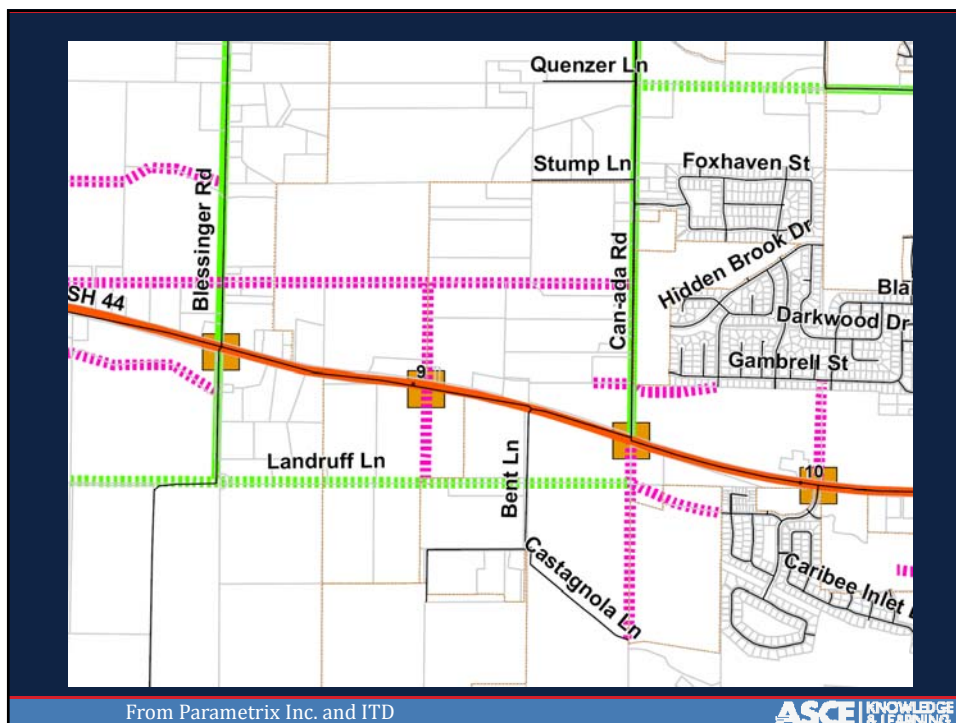 Quenzer Ln
Stump Ln
Foxhaven St
Blessinger Rd
Can-ada Rd
Hidden Brook Dr
SH 44
Bla
Darkwood Dr
Gambrell St
9
10
Landruff Ln
Bent Ln
Castagnola Ln
Caribee Inlet
From Parametrix Inc. and ITD
ASCE KNOWLEDGE
& LEARNING